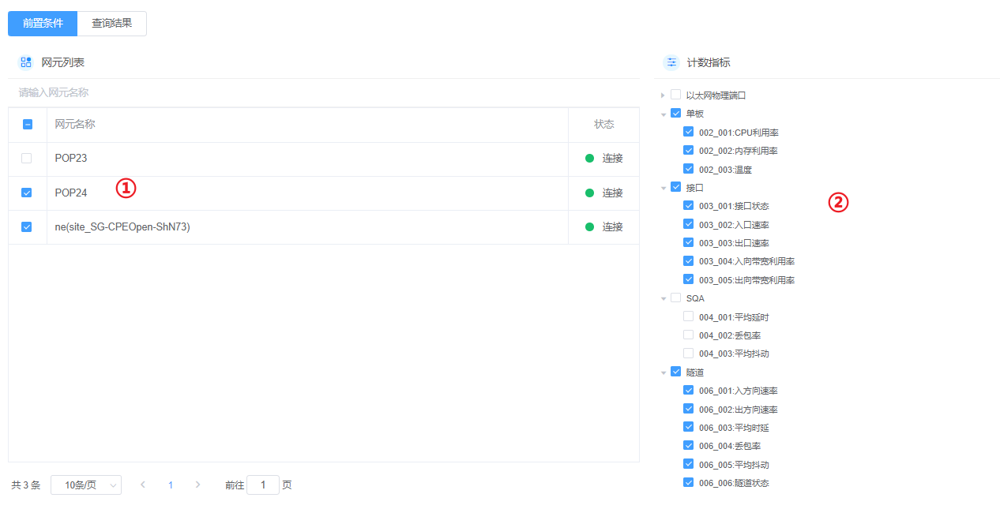 前置条件 查询结果
网元列表
请输入网元名称
网元名称 状态
POP23 连接
POP24 ① 连接
ne(site_SG-CPEOpen-ShN73) 连接
共 3 条 10条/页 1 前往 1 页
计数指标
以太网物理端口
单板
002_001:CPU利用率
002_002:内存利用率
002_003:温度
接口
②
003_001:接口状态
003_002:入口速率
003_003:出口速率
003_004:入向带宽利用率
003_005:出向带宽利用率
SQA
004_001:平均延时
004_002:丢包率
004_003:平均抖动
隧道
006_001:入方向速率
006_002:出方向速率
006_003:平均时延
006_004:丢包率
006_005:平均抖动
006_006:隧道状态